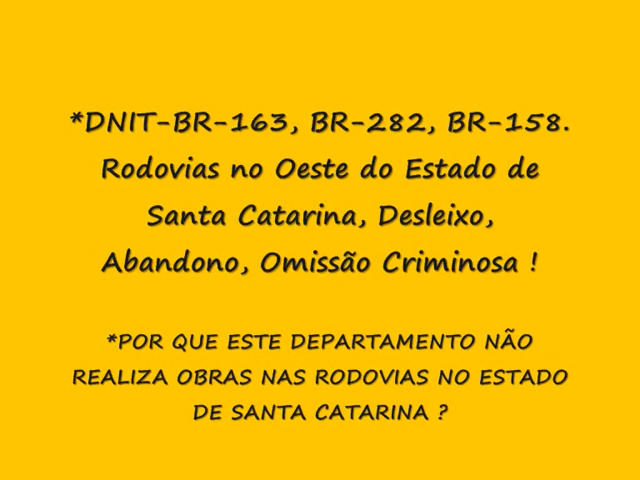 *DNIT-BR-163, BR-282, BR-158.
Rodovias no Oeste do Estado de
Santa Catarina, Desleixo,
Abandono, Omissão Criminosa !
*POR QUE ESTE DEPARTAMENTO NÃO
REALIZA OBRAS NAS RODOVIAS NO ESTADO
DE SANTA CATARINA ?